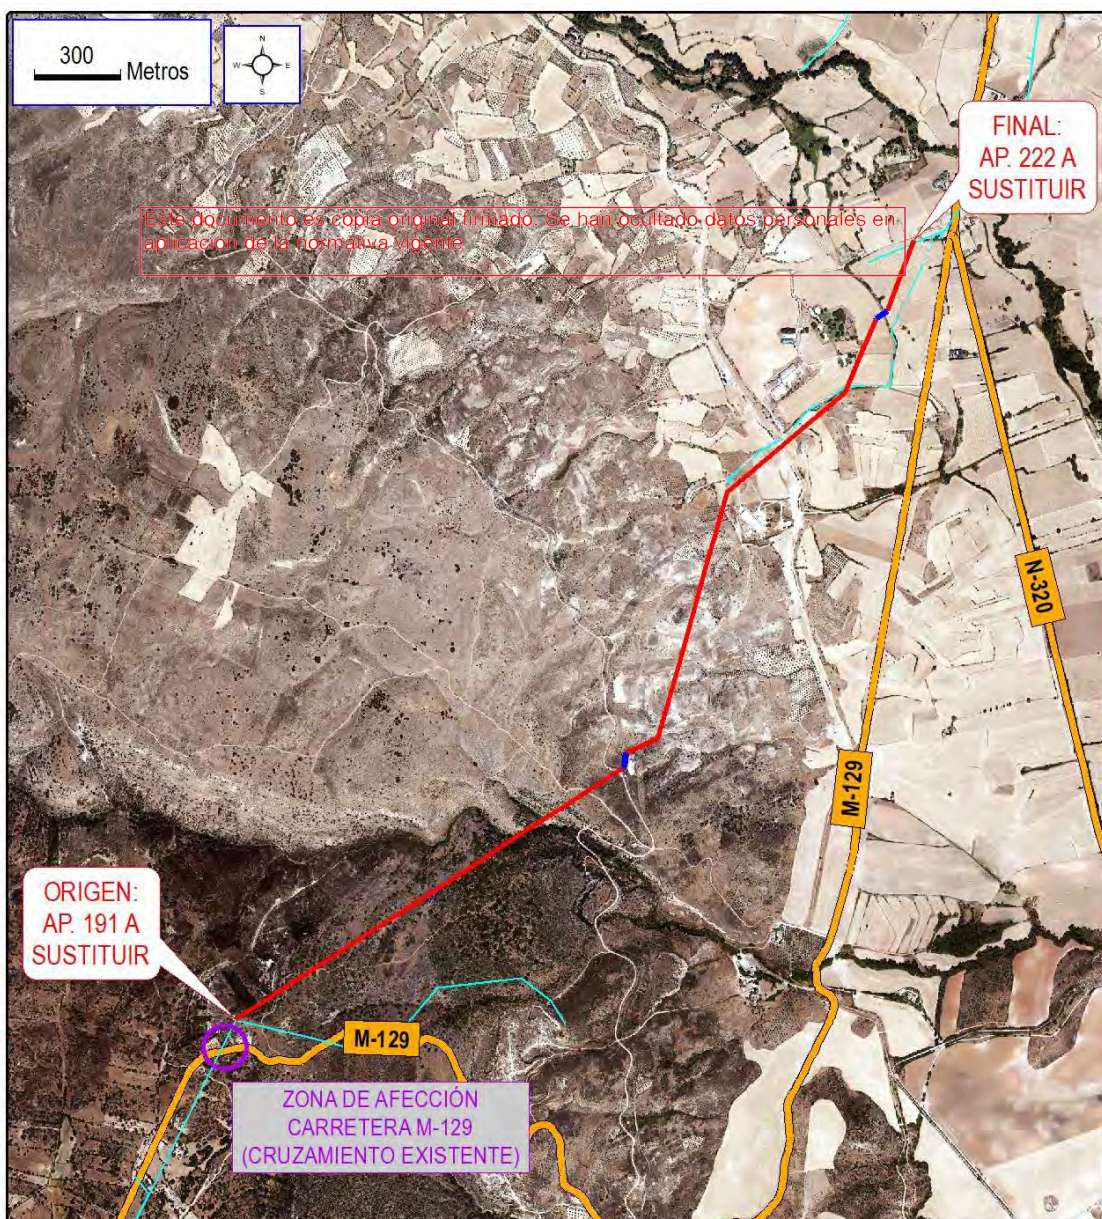 300
Metros
N
W
E
S
FINAL:
AP. 222 A
SUSTITUIR
Este documento es copia original firmado. Se han ocultado datos personales en
aplicación de la normativa vigente
N-320
M-129
ORIGEN:
AP. 191 A
SUSTITUIR
M-129
ZONA DE AFECCIÓN
CARRETERA M-129
(CRUZAMIENTO EXISTENTE)